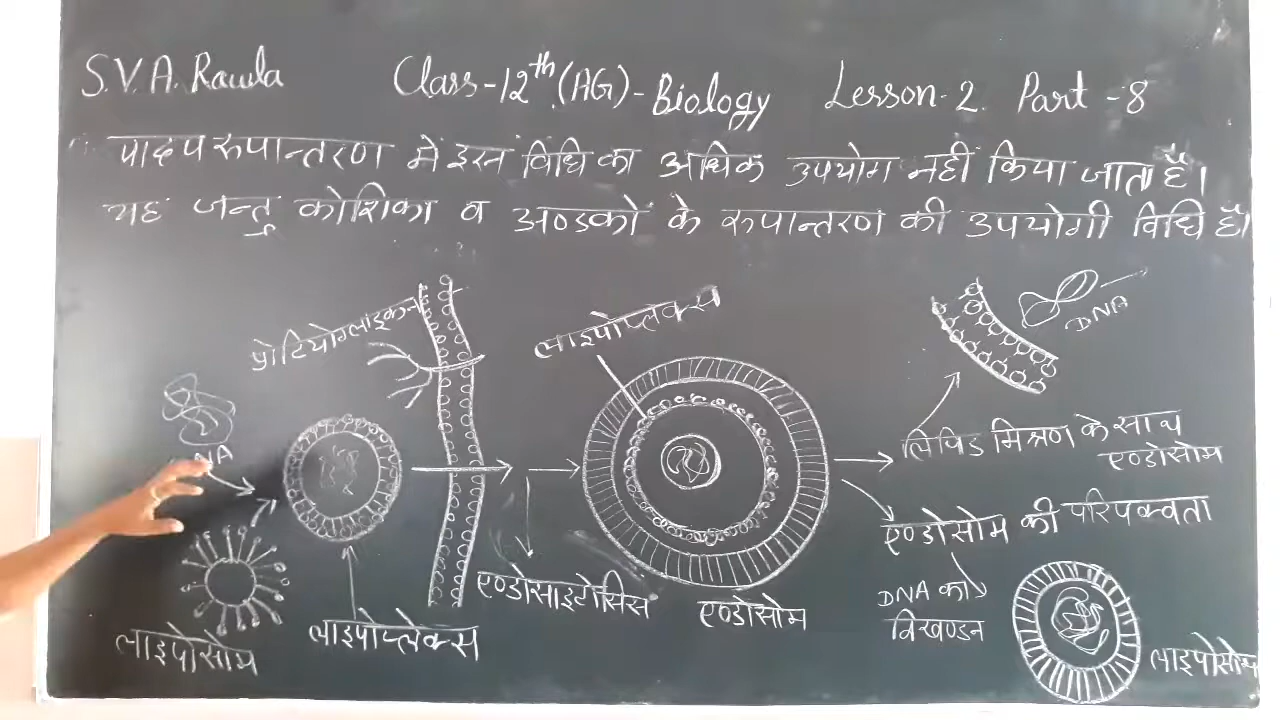 S.V.A. Rawla Class-12th (AG)-Biology Lesson-2. Part-8
पादप रुपान्तरण में इस विधि का अधिक उपयोग नहीं किया जाता है।
यह जन्तु कोशिका व अण्डकों के रुपान्तरण की उपयोगी विधि है।
प्रोटियोग्लाइकन
लाइपोप्लेक्स
DNA
DNA
लिपिड मिश्रण के साथ
एण्डोसोम
एण्डोसोम की परिपक्वता
एण्डोसाइटोसिस
एण्डोसोम
DNA का
विखण्डन
लाइपोसोम
लाइपोप्लेक्स
लाइपोसोम